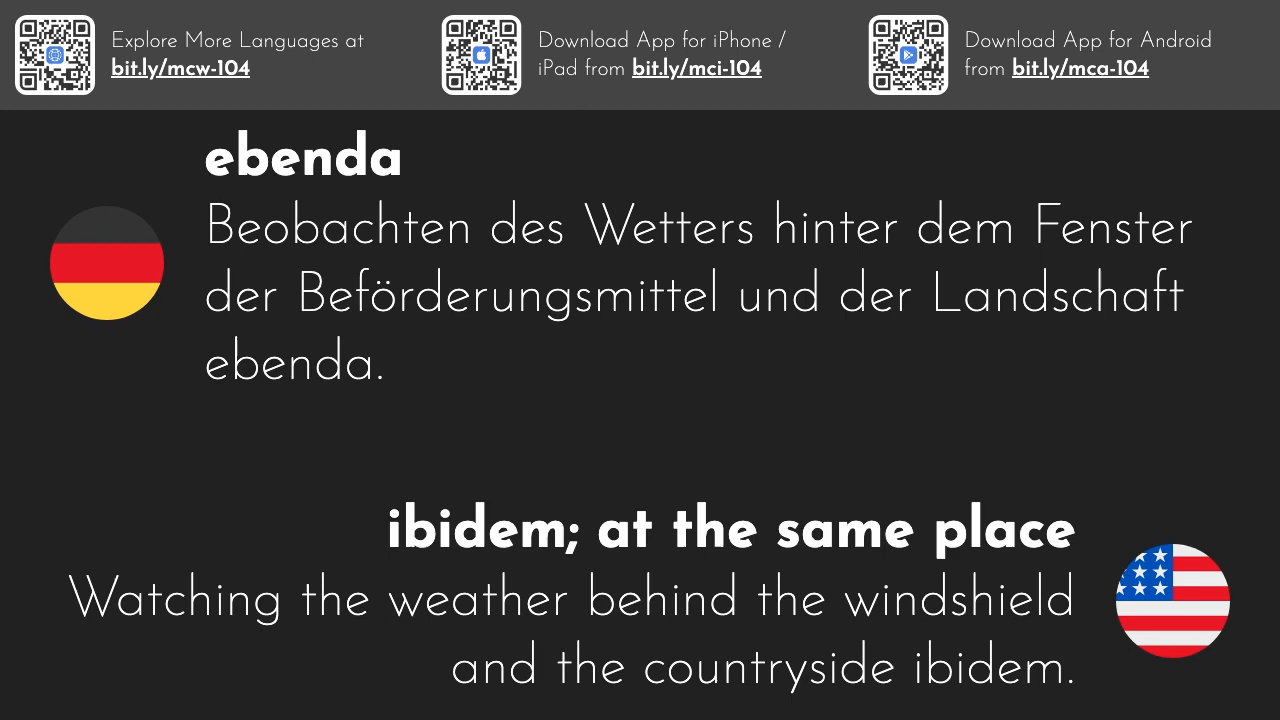 Explore More Languages at
bit.ly/mcw-104
Download App for iPhone /
iPad from bit.ly/mci-104
Download App for Android
from bit.ly/mca-104
ebenda
Beobachten des Wetters hinter dem Fenster
der Beförderungsmittel und der Landschaft
ebenda.
ibidem; at the same place
Watching the weather behind the windshield
and the countryside ibidem.